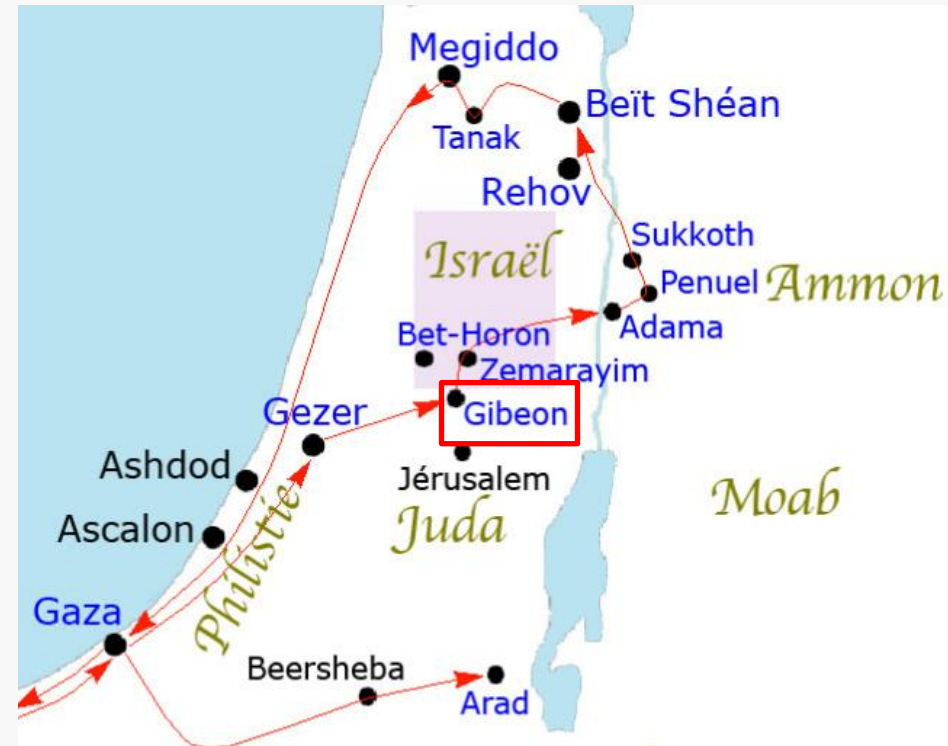 Megiddo
Beït Shéan
Tanak
Rehov
Sukkoth
Israël
Penuel
Ammon
Adama
Bet-Horon
Zemarayim
Gezer
Gibeon
Ashdod
Jérusalem
Moab
Ascalon
Juda
Philistie
Gaza
Beersheba
Arad